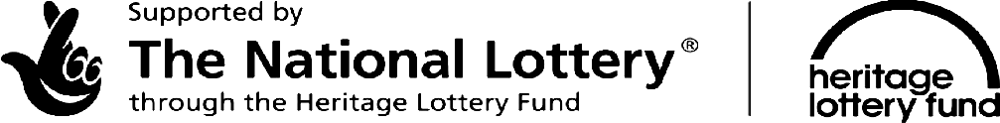 Supported by
The National Lottery®
through the Heritage Lottery Fund
heritage
lottery fund